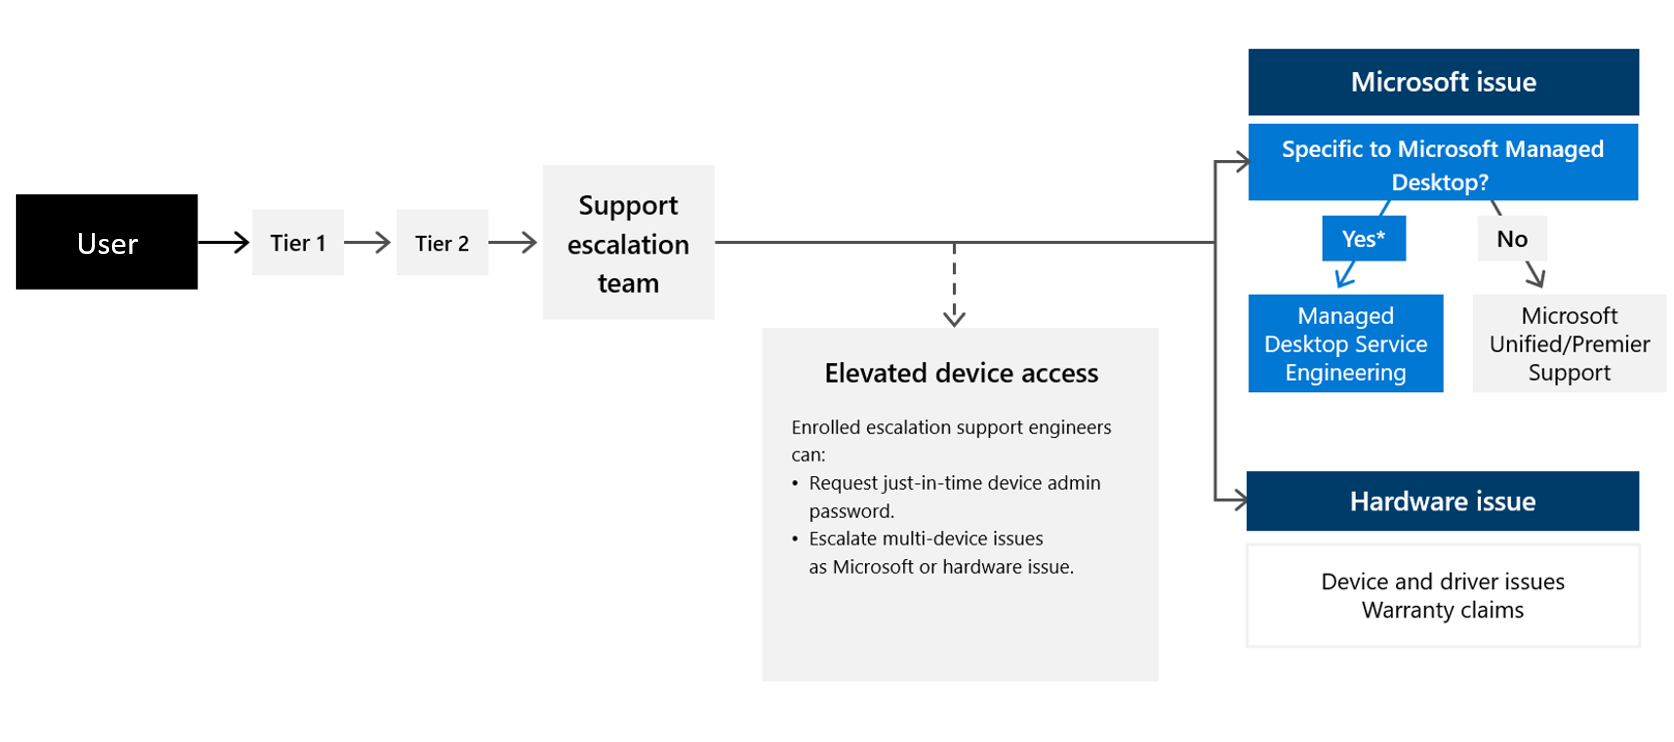 User
Tier 1
Tier 2
Support
escalation
team
Elevated device access
Enrolled escalation support engineers
can:
• Request just-in-time device admin
password.
• Escalate multi-device issues
as Microsoft or hardware issue.
Microsoft issue
Specific to Microsoft Managed
Desktop?
Yes*
No
Managed
Desktop Service
Engineering
Microsoft
Unified/Premier
Support
Hardware issue
Device and driver issues
Warranty claims